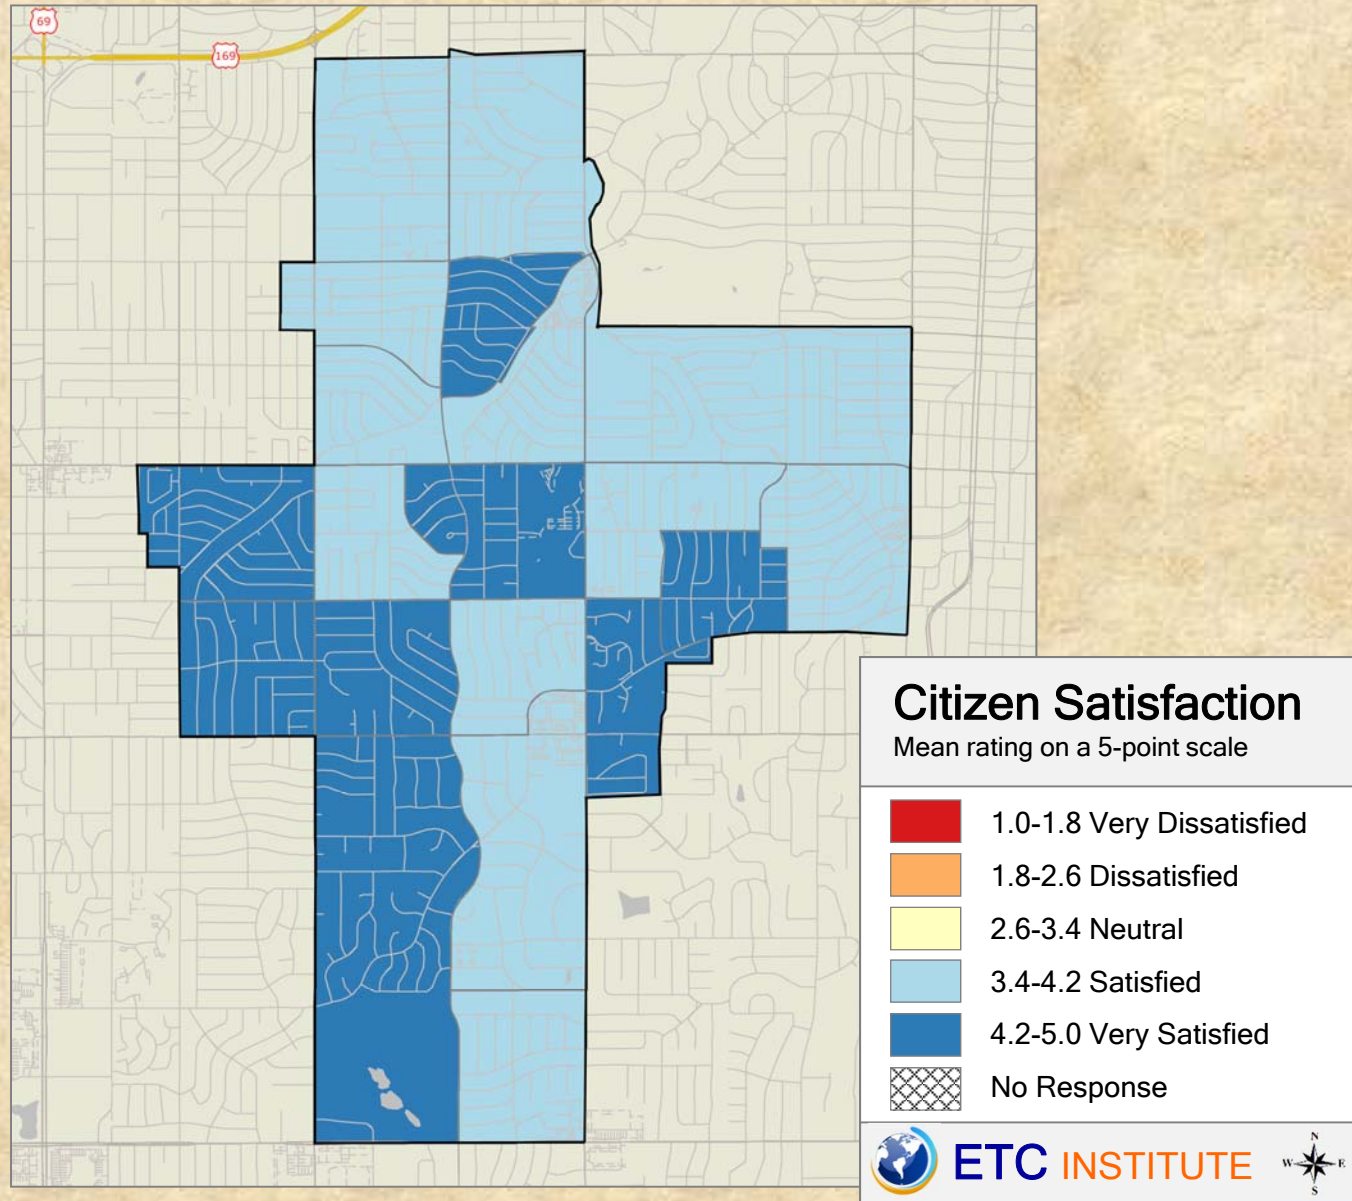 69
169
Citizen Satisfaction
Mean rating on a 5-point scale
1.0-1.8 Very Dissatisfied
1.8-2.6 Dissatisfied
2.6-3.4 Neutral
3.4-4.2 Satisfied
4.2-5.0 Very Satisfied
No Response
ETC INSTITUTE
N
W E
S